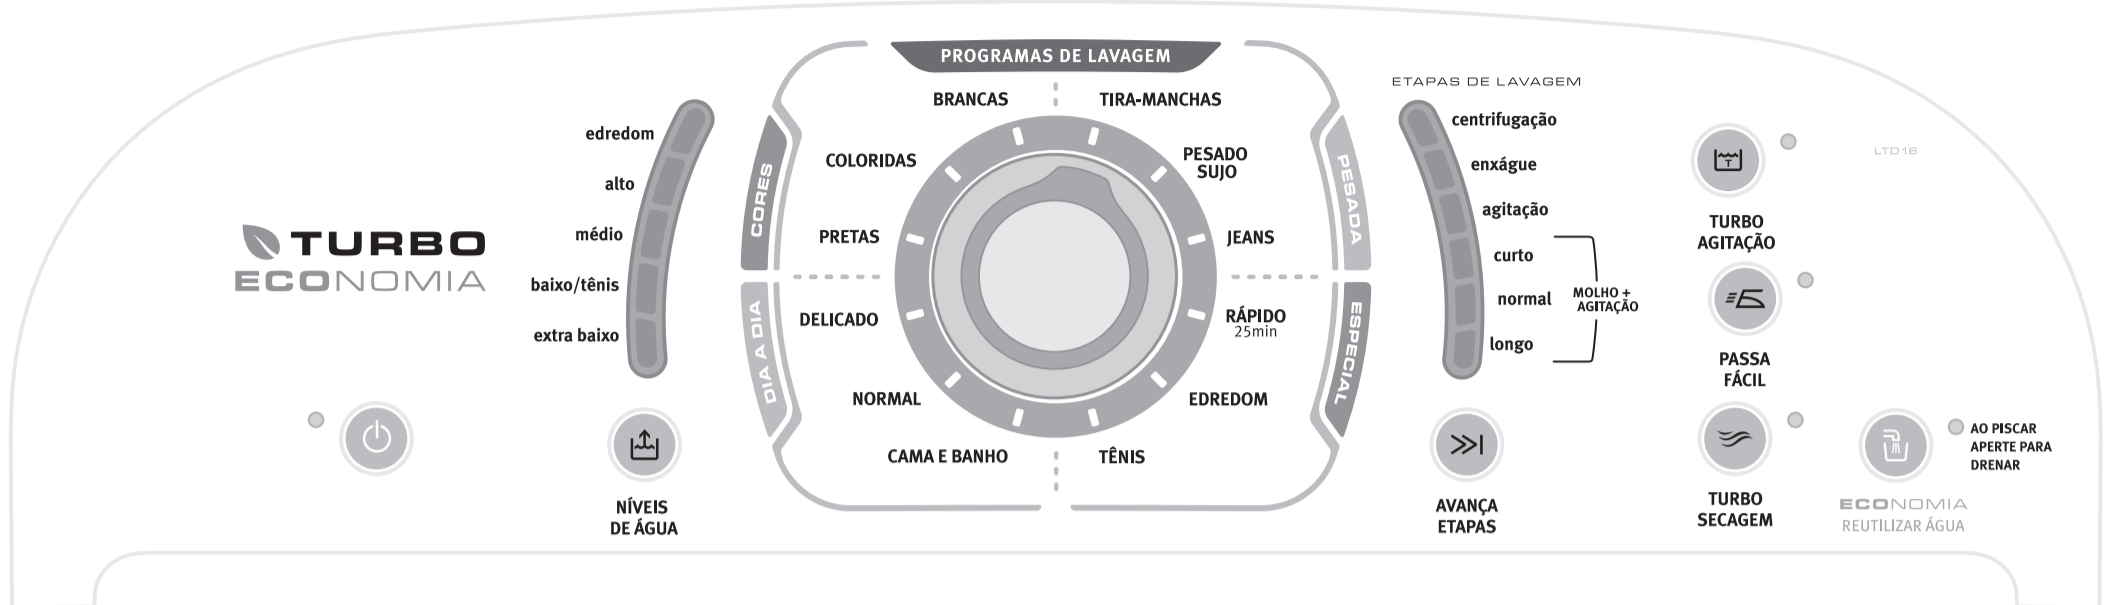 TURBO
ECONOMIA
edredom
alto
médio
baixo/tênis
extra baixo
NÍVEIS
DE ÁGUA
PROGRAMAS DE LAVAGEM
CORES
BRANCAS
COLORIDAS
PRETAS
DIA A DIA
DELICADO
NORMAL
CAMA E BANHO
PESADA
TIRA-MANCHAS
PESADO
SUJO
JEANS
ESPECIAL
RÁPIDO
25min
EDREDOM
TÊNIS
ETAPAS DE LAVAGEM
centrifugação
enxágue
agitação
curto
normal
longo
MOLHO +
AGITAÇÃO
AVANÇA
ETAPAS
T
TURBO
AGITAÇÃO
PASSA
FÁCIL
TURBO
SECAGEM
LTD16
AO PISCAR
APERTE PARA
DRENAR
ECONOMIA
REUTILIZAR ÁGUA